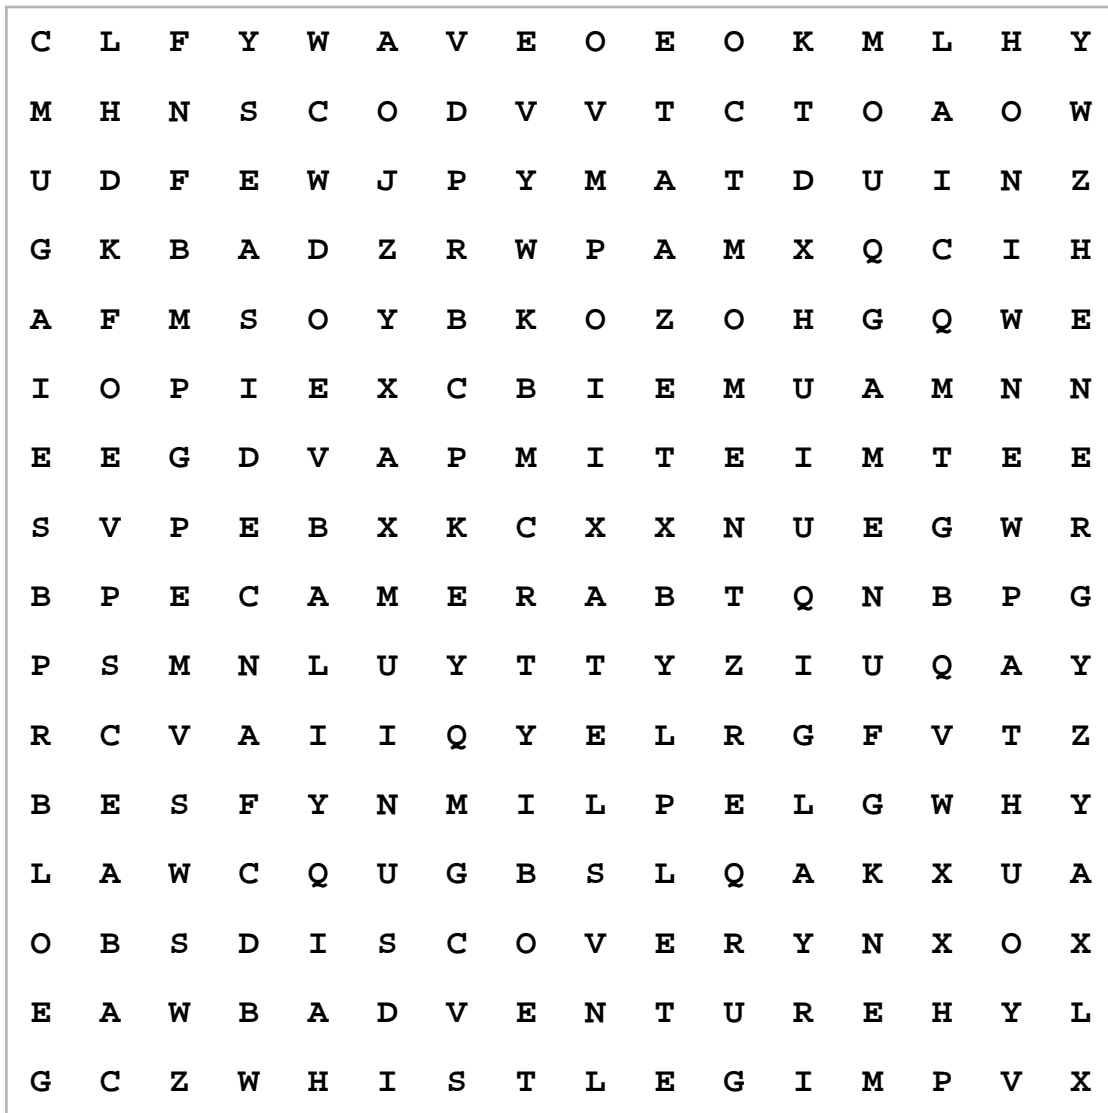 C L F Y W A V E O E O K M L H Y
M H N S C O D V V T C T O A O W
U D F E W J P Y M A T D U I N Z
G K B A D Z R W P A M X Q C I H
A F M S O Y B K O Z O H G Q W E
I O P I E X C B I E M U A M N N
E E G D V A P M I T E I M T E E
S V P E B X K C X X N U E G W R
B P E C A M E R A B T Q N B P G
P S M N L U Y T T Y Z I U Q A Y
R C V A I I Q Y E L R G F V T Z
B E S F Y N M I L P E L G W H Y
L A W C Q U G B S L Q A K X U A
O B S D I S C O V E R Y N X O X
E A W B A D V E N T U R E H Y L
G C Z W H I S T L E G I M P V X